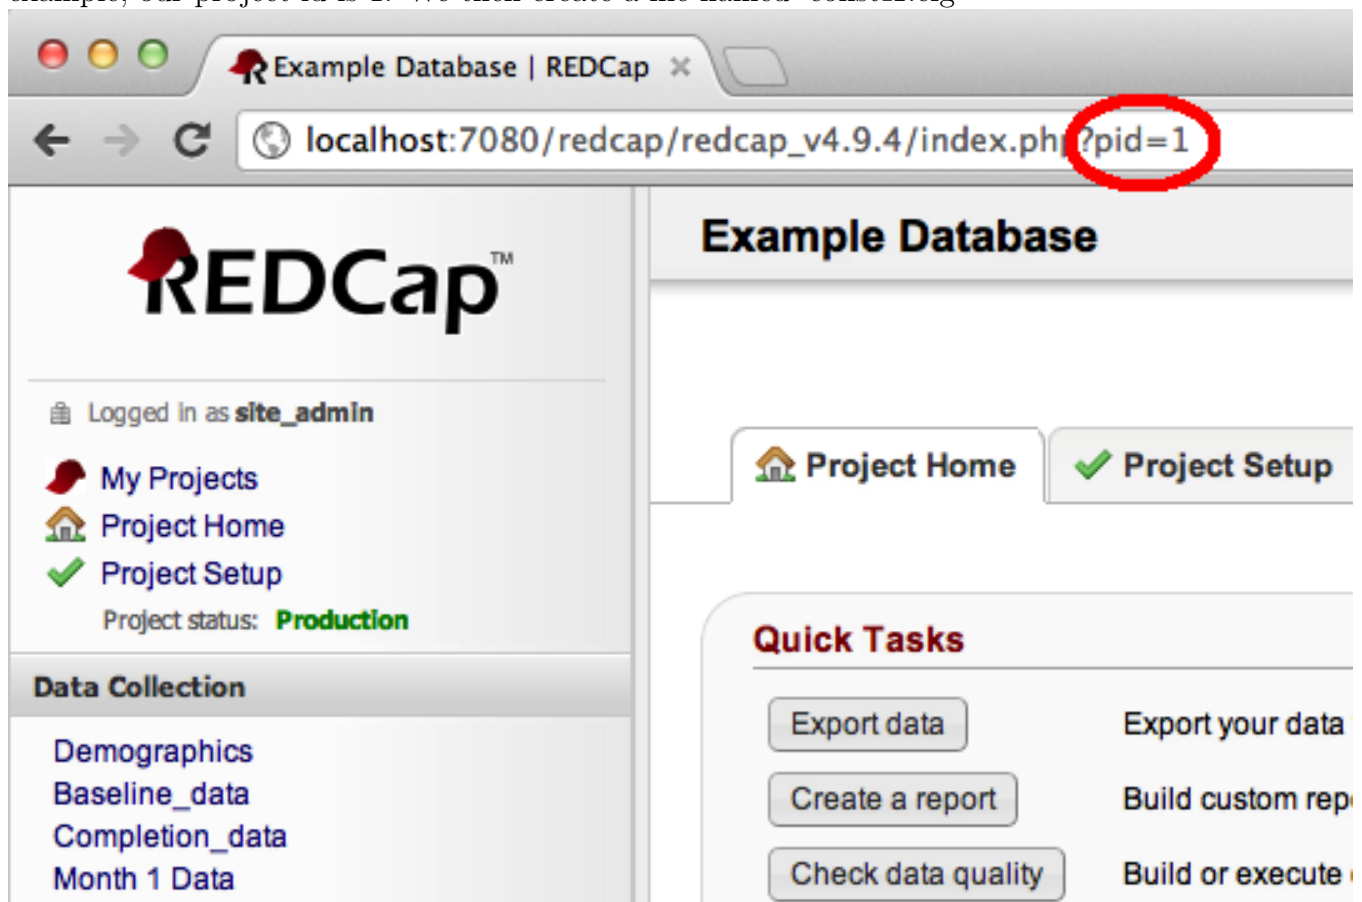 Example Database | REDCap
localhost:7080/redcap/redcap_v4.9.4/index.php?pid=1
REDCap™
Example Database
Logged in as site_admin
My Projects
Project Home
Project Setup
Project status: Production
Project Home
Project Setup
Data Collection
Demographics
Baseline_data
Completion_data
Month 1 Data
Quick Tasks
Export data
Export your data
Create a report
Build custom rep
Check data quality
Build or execute